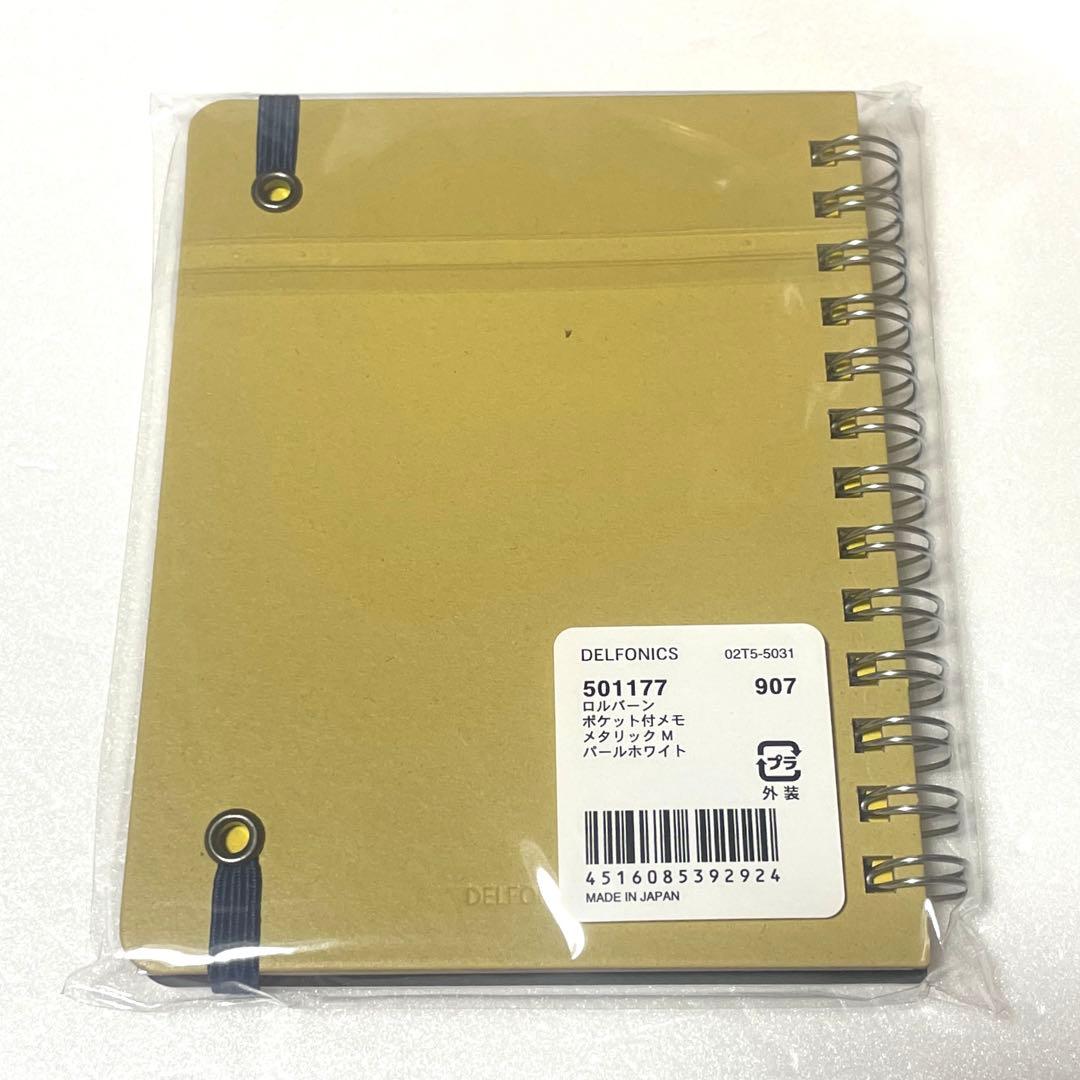 DELFONICS 02T5-5031
501177 907
ロルバーン
ポケット付メモ
メタリック M
パールホワイト
プラ
外装
4516085392924
MADE IN JAPAN
DELFO